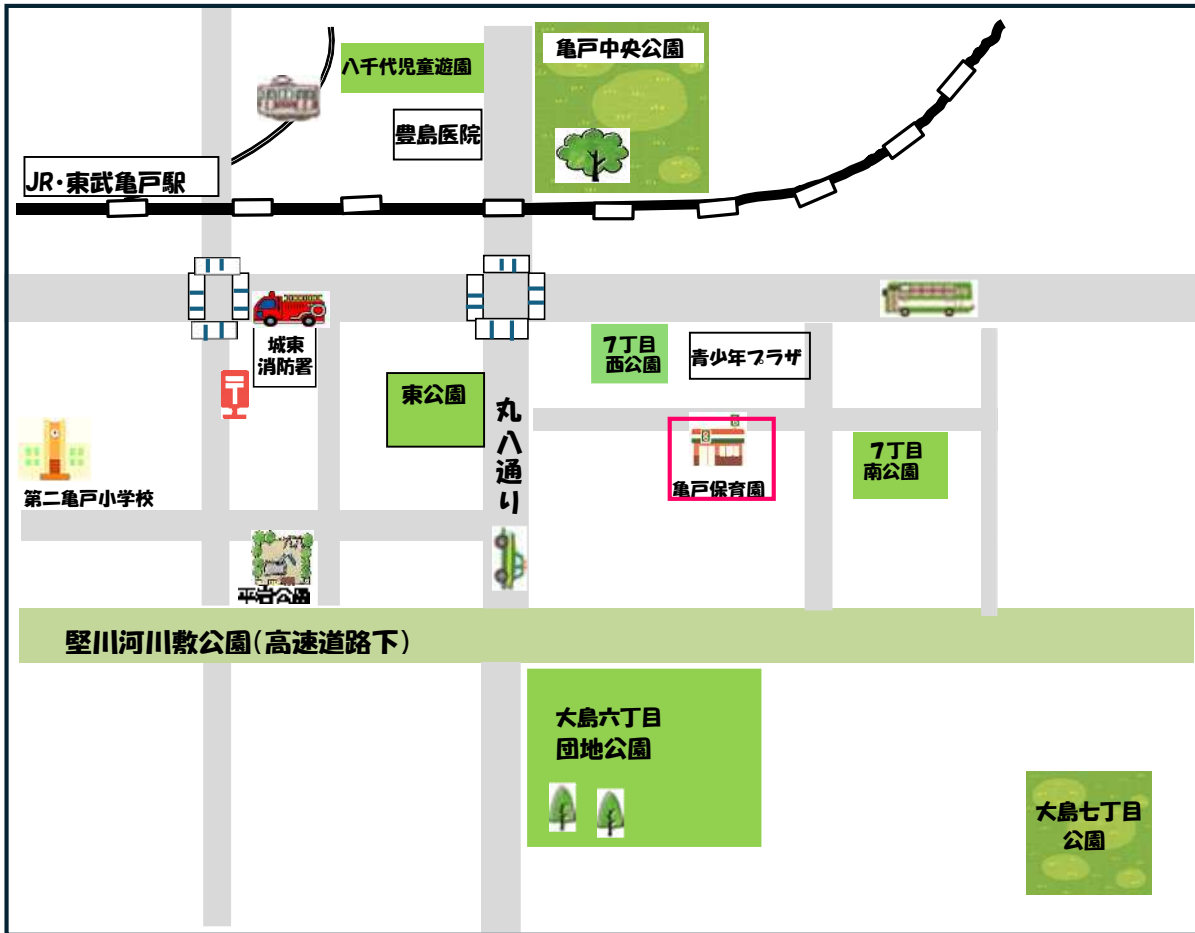 八千代児童遊園
亀戸中央公園
豊島医院
JR・東武亀戸駅
城東
消防署
7丁目
西公園
青少年プラザ
東公園
丸八通り
7丁目
南公園
亀戸保育園
第二亀戸小学校
平岩公園
竪川河川敷公園(高速道路下)
大島六丁目
団地公園
大島七丁目
公園